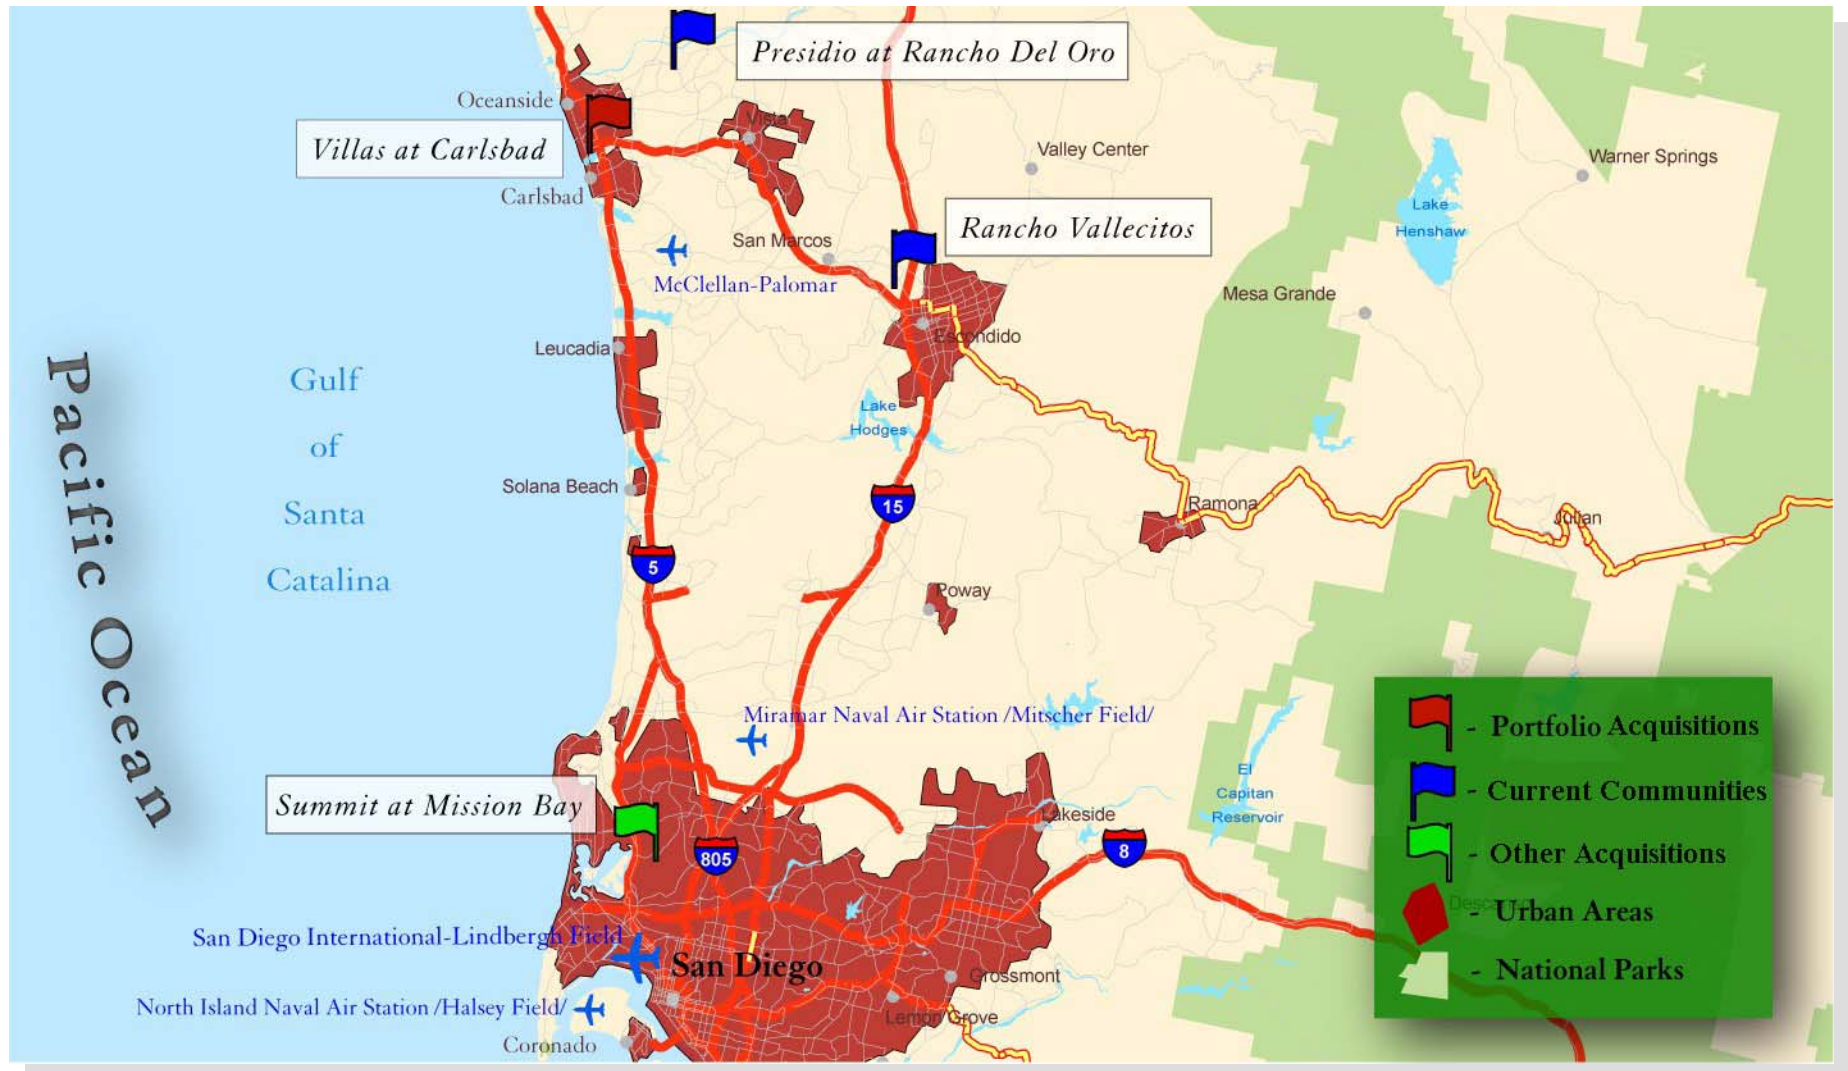 Presidio at Rancho Del Oro
Oceanside
Villas at Carlsbad
Vista
Valley Center
Warner Springs
Carlsbad
Lake
Henshaw
Rancho Vallecitos
San Marcos
McClellan-Palomar
Mesa Grande
Escondido
Leucadia
Pacific Ocean
Gulf
of
Santa
Catalina
Lake
Hodges
Solana Beach
15
Ramona
Julian
5
Poway
Miramar Naval Air Station /Mitscher Field/
Summit at Mission Bay
El
Capitan
Reservoir
Lakeside
805
8
San Diego International-Lindbergh Field
San Diego
Grossmont
North Island Naval Air Station /Halsey Field/
Lemon Grove
Coronado
- Portfolio Acquisitions
- Current Communities
- Other Acquisitions
- Urban Areas
- National Parks